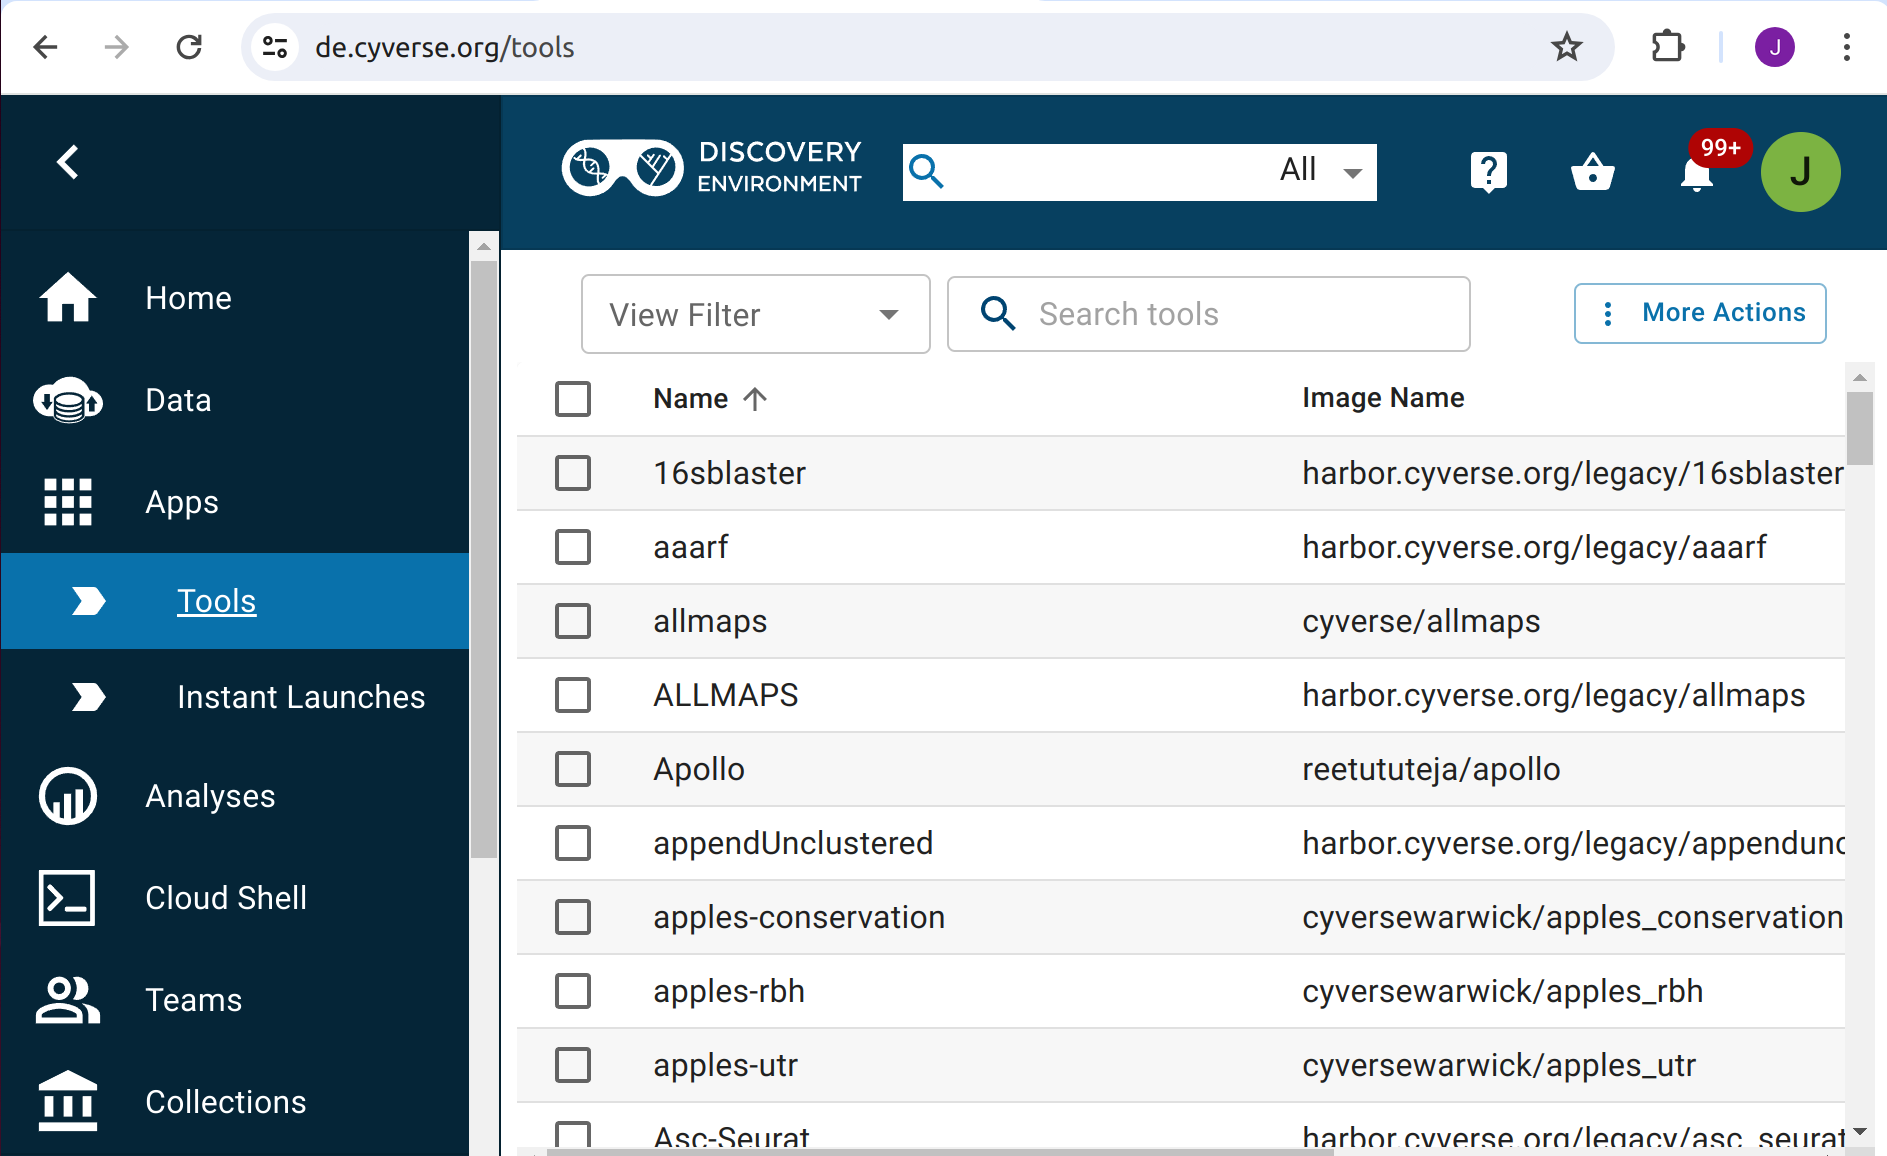 de.cyverse.org/tools
J
DISCOVERY
ENVIRONMENT
All
?
99+
J
Home
Data
Apps
Tools
Instant Launches
Analyses
Cloud Shell
Teams
Collections
View Filter
Search tools
More Actions
Name Image Name
16sblaster harbor.cyverse.org/legacy/16sblaster
aaarf harbor.cyverse.org/legacy/aaarf
allmaps cyverse/allmaps
ALLMAPS harbor.cyverse.org/legacy/allmaps
Apollo reetututeja/apollo
appendUnclustered harbor.cyverse.org/legacy/appendunc
apples-conservation cyversewarwick/apples_conservation
apples-rbh cyversewarwick/apples_rbh
apples-utr cyversewarwick/apples_utr
Asc-Seurat harbor.cyverse.org/legacy/asc_seurat